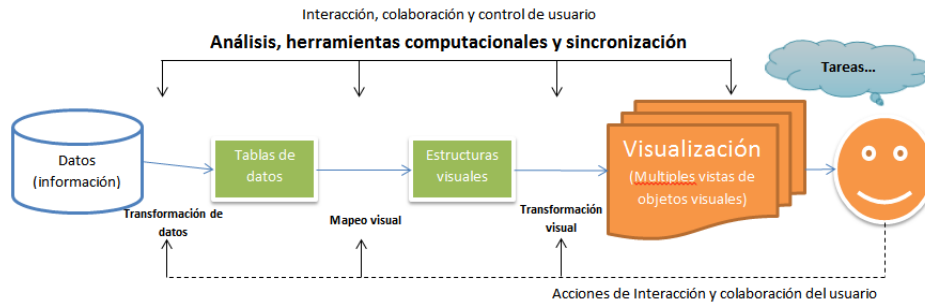 Interacción, colaboración y control de usuario
Análisis, herramientas computacionales y sincronización
Tareas...
Datos
(información)
Tablas de
datos
Estructuras
visuales
Visualización
(Multiples vistas de
objetos visuales)
Transformación de
datos
Mapeo visual
Transformación
visual
Acciones de Interacción y colaboración del usuario